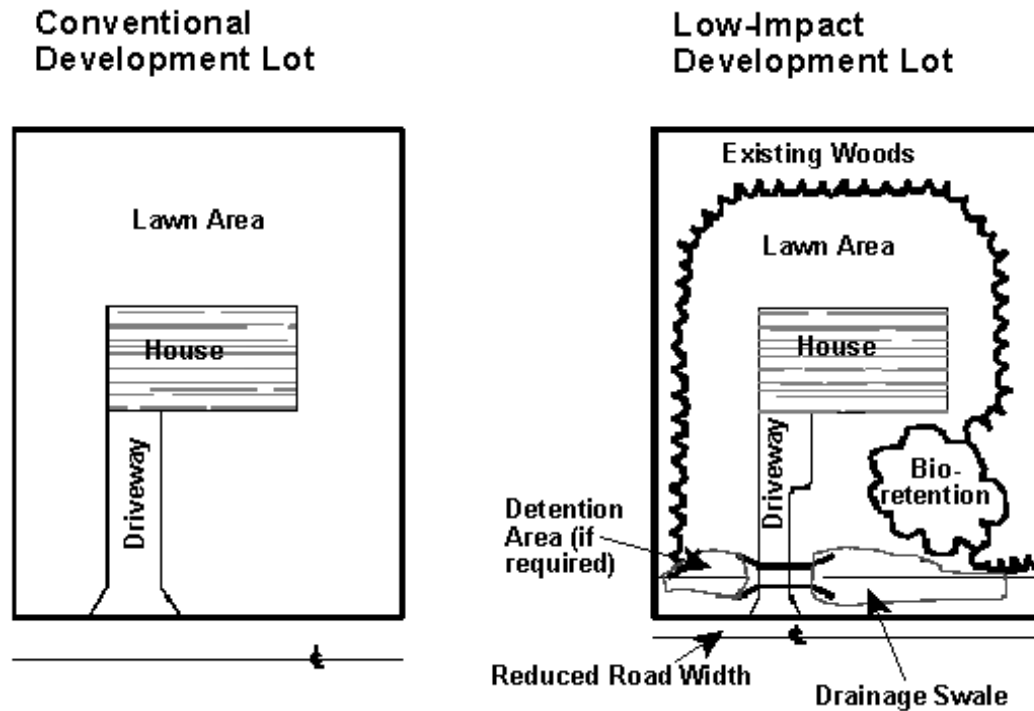 Conventional
Development Lot
Lawn Area
House
Driveway
Low-Impact
Development Lot
Existing Woods
Lawn Area
House
Driveway
Bio-
retention
Detention
Area (if
required)
Reduced Road Width
Drainage Swale